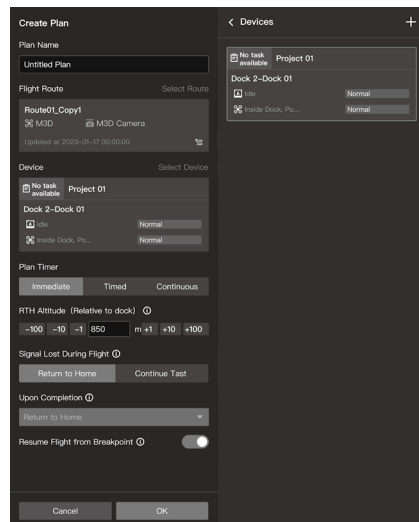 Create Plan
Plan Name
Untitled Plan
Flight Route Select Route
Route01_Copy1
M3D M3D Camera
Updated at 2023-01-17 00:00:00
Device Select Device
No task available Project 01
Dock 2-Dock 01
Idle Normal
Inside Dock, Po... Normal
Plan Timer
Immediate Timed Continuous
RTH Altitude (Relative to dock)
-100 -10 -1 850 m +1 +10 +100
Signal Lost During Flight
Return to Home Continue Tast
Upon Completion
Return to Home
Resume Flight from Breakpoint
Cancel OK
< Devices +
No task available Project 01
Dock 2-Dock 01
Idle Normal
Inside Dock, Po... Normal